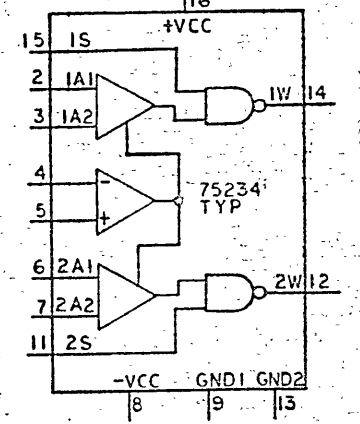 16
+VCC
15 1S
2 1A1
1W 14
3 1A2
4 -
75234
TYP
5 +
6 2A1
2W 12
7 2A2
11 2S
-VCC GND1 GND2
8 9 13